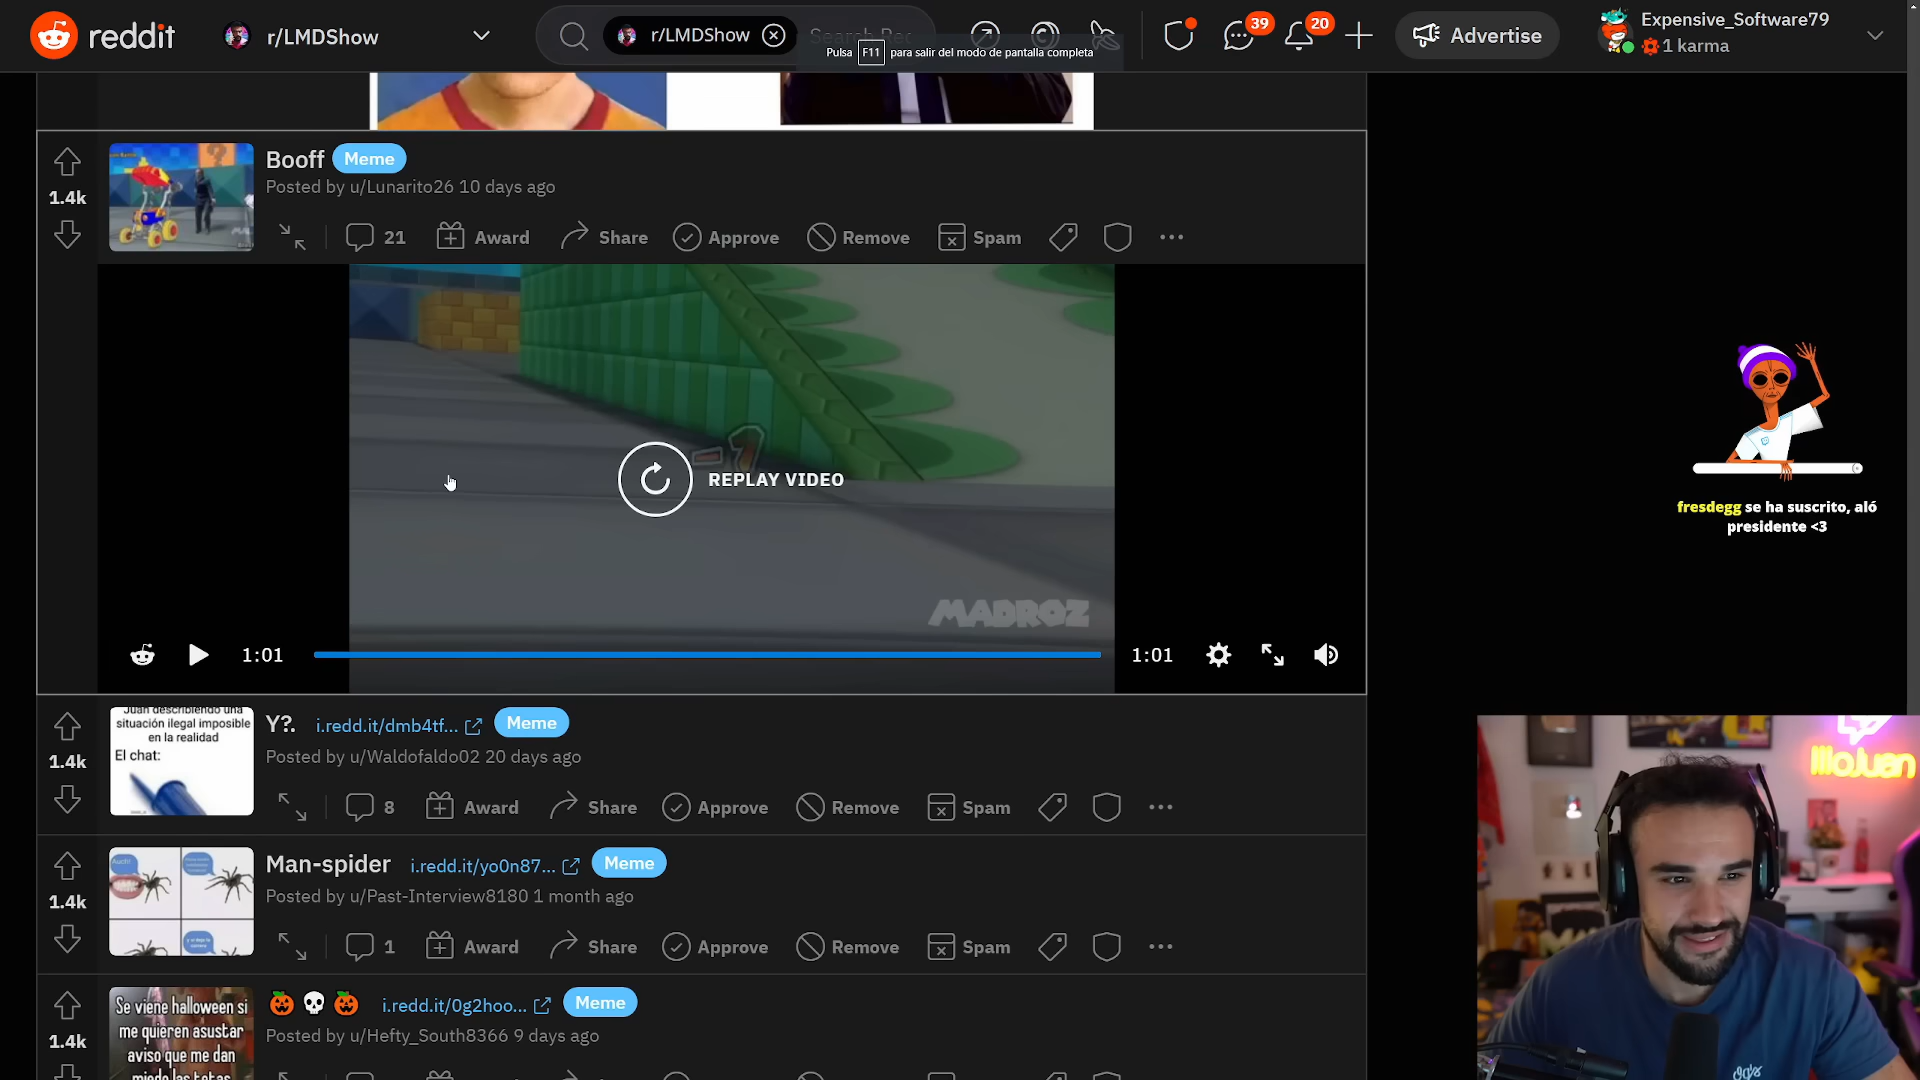 reddit
r/LMDShow
r/LMDShow
Pulsa F11 para salir del modo de pantalla completa
39
20
Advertise
Expensive_Software79
1 karma
Booff Meme
Posted by u/Lunarito26 10 days ago
1.4k
21 Award Share Approve Remove Spam
REPLAY VIDEO
MADROZ
1:01 1:01
fresdegg se ha suscrito, aló
presidente <3
Juan describiendo una
situación ilegal imposible
en la realidad
El chat:
Y?. i.redd.it/dmb4tf... Meme
Posted by u/Waldofaldo02 20 days ago
1.4k
8 Award Share Approve Remove Spam
Man-spider i.redd.it/yo0n87... Meme
Posted by u/Past-Interview8180 1 month ago
1.4k
1 Award Share Approve Remove Spam
Se viene halloween si
me quieren asustar
aviso que me dan
miedo las tetas
🎃💀🎃 i.redd.it/0g2hoo... Meme
Posted by u/Hefty_South8366 9 days ago
1.4k
IlloJuan